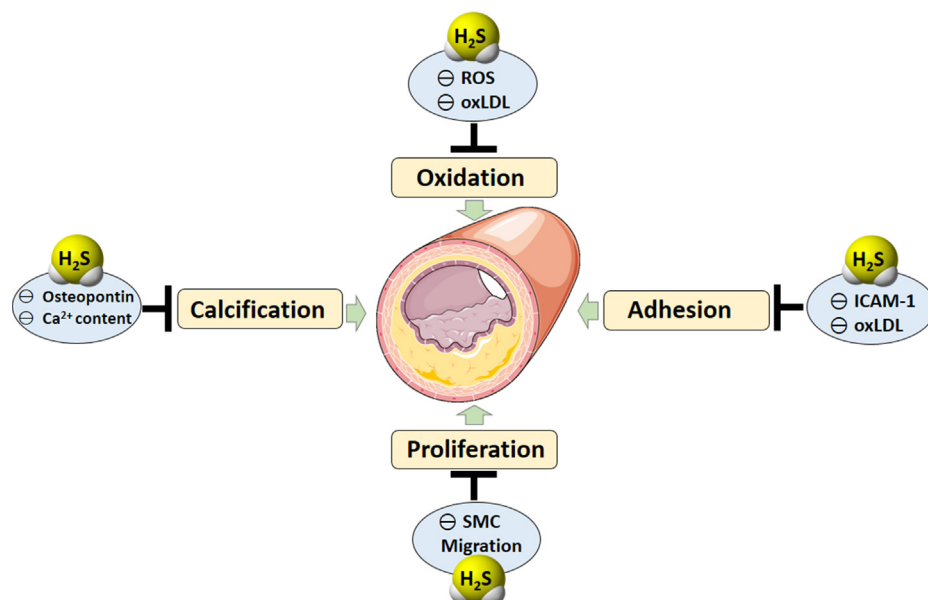 H₂S
⊖ ROS
⊖ oxLDL
Oxidation
H₂S
⊖ Osteopontin
⊖ Ca²⁺ content
Calcification
Adhesion
H₂S
⊖ ICAM-1
⊖ oxLDL
Proliferation
⊖ SMC
Migration
H₂S